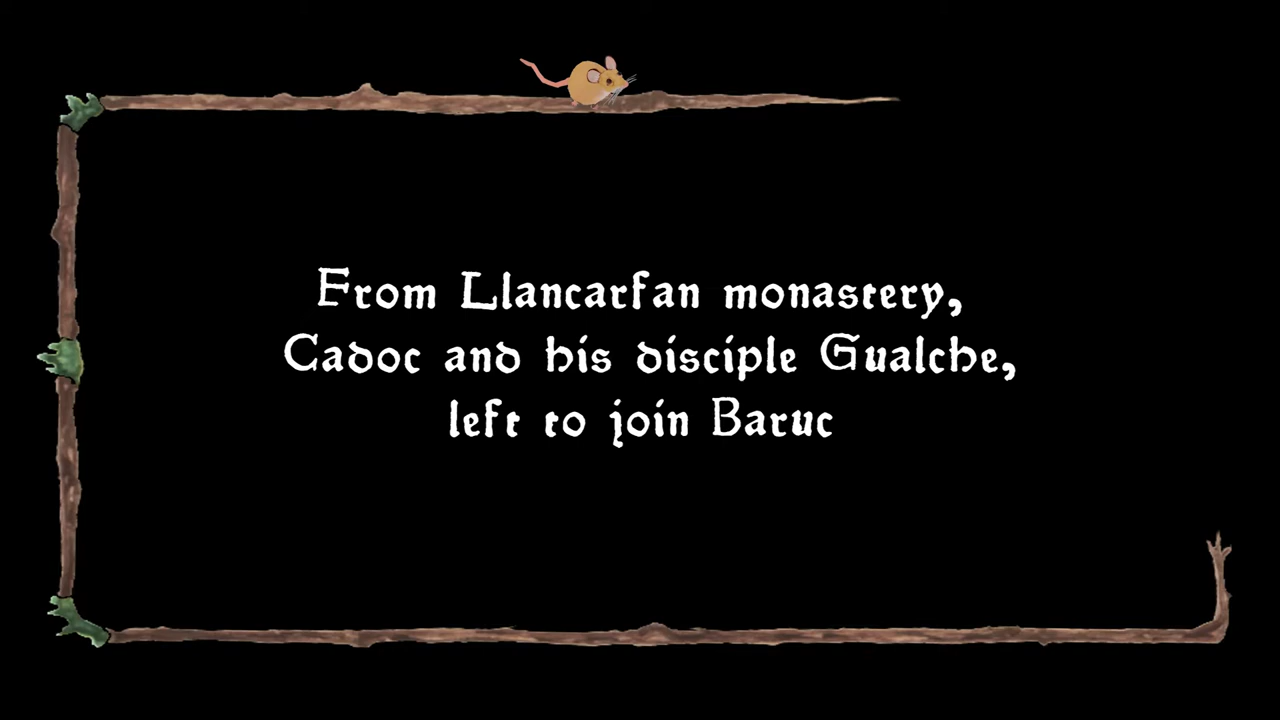 From Llancarfan monastery,
Cadoc and his disciple Gualche,
left to join Baruc